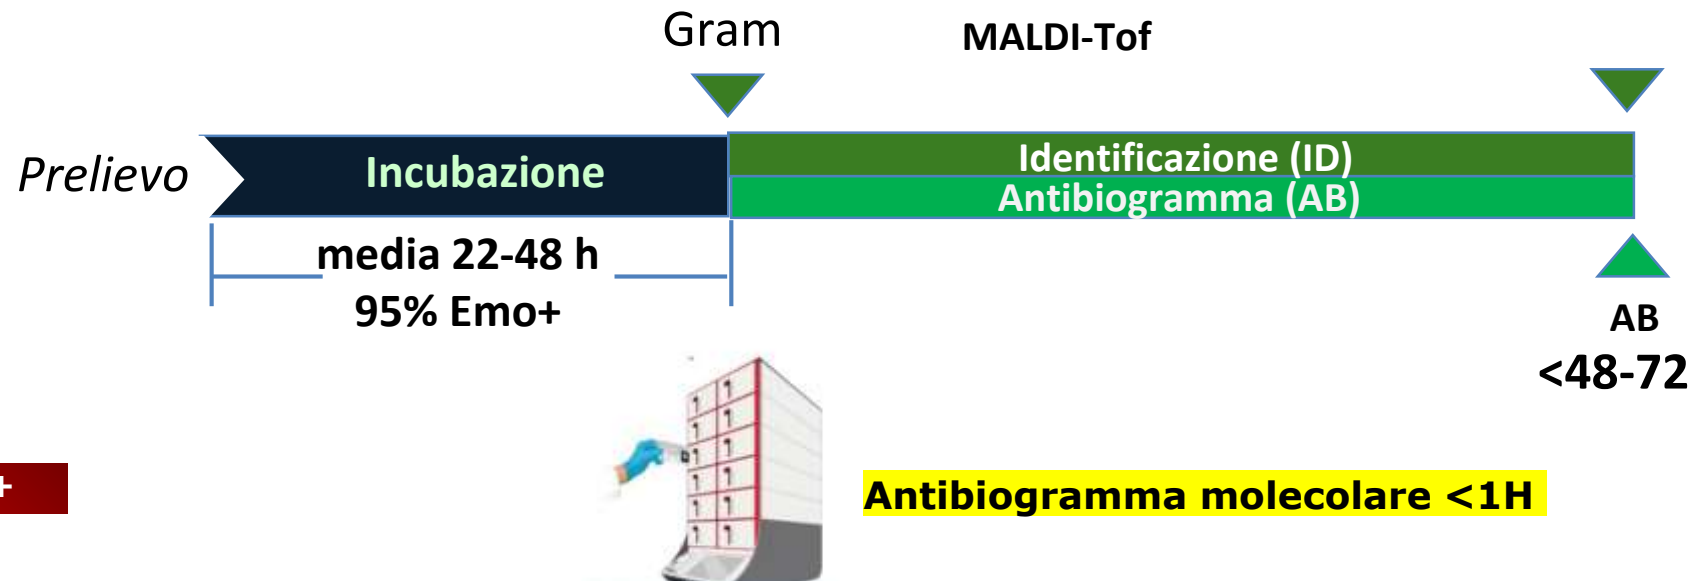 Gram
MALDI-Tof
Prelievo
Incubazione
Identificazione (ID)
Antibiogramma (AB)
media 22-48 h
95% Emo+
AB
<48-72
+
Antibiogramma molecolare <1H